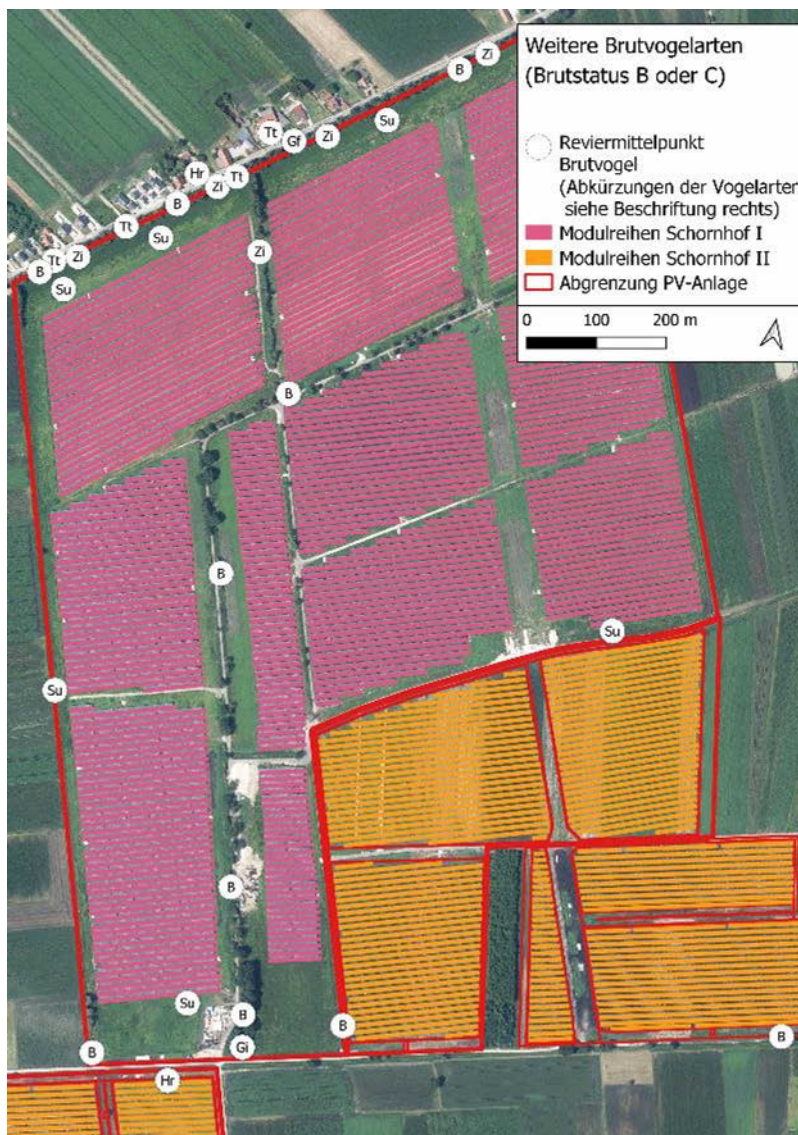 Weitere Brutvogelarten
(Brutstatus B oder C)
Reviermittelpunkt
Brutvogel
(Abkürzungen der Vogelarten
siehe Beschriftung rechts)
Modulreihen Schornhof I
Modulreihen Schornhof II
Abgrenzung PV-Anlage
0 100 200 m
Zi
B
Su
Tt
Zi
Gf
Hr
Tt
Zi
B
Tt
Su
Zi
Zi
Tt
B
Su
B
B
Su
Su
B
Su
B
B
B
Gi
B
Hr